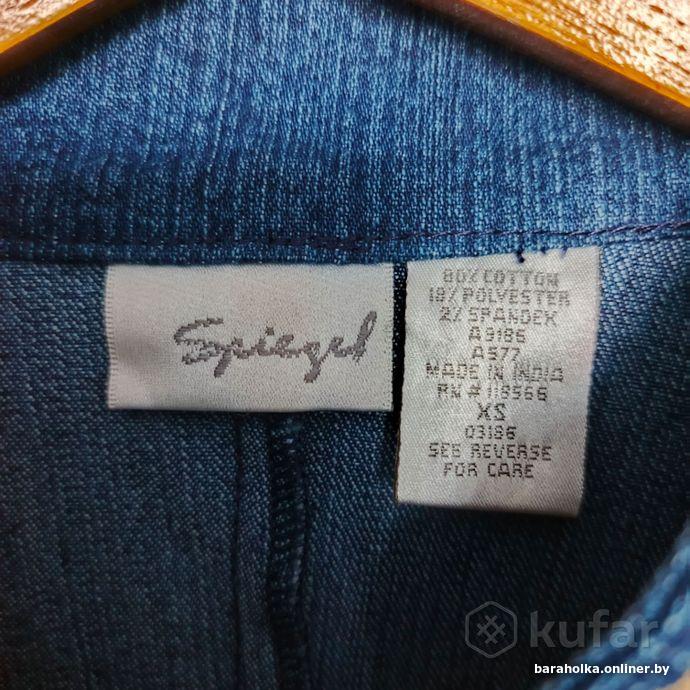 Spiegel
80% COTTON
18% POLYESTER
2% SPANDEX
A9186
A577
MADE IN INDIA
RN # 118566
XS
03186
SEE REVERSE
FOR CARE
kufar
baraholka.onliner.by